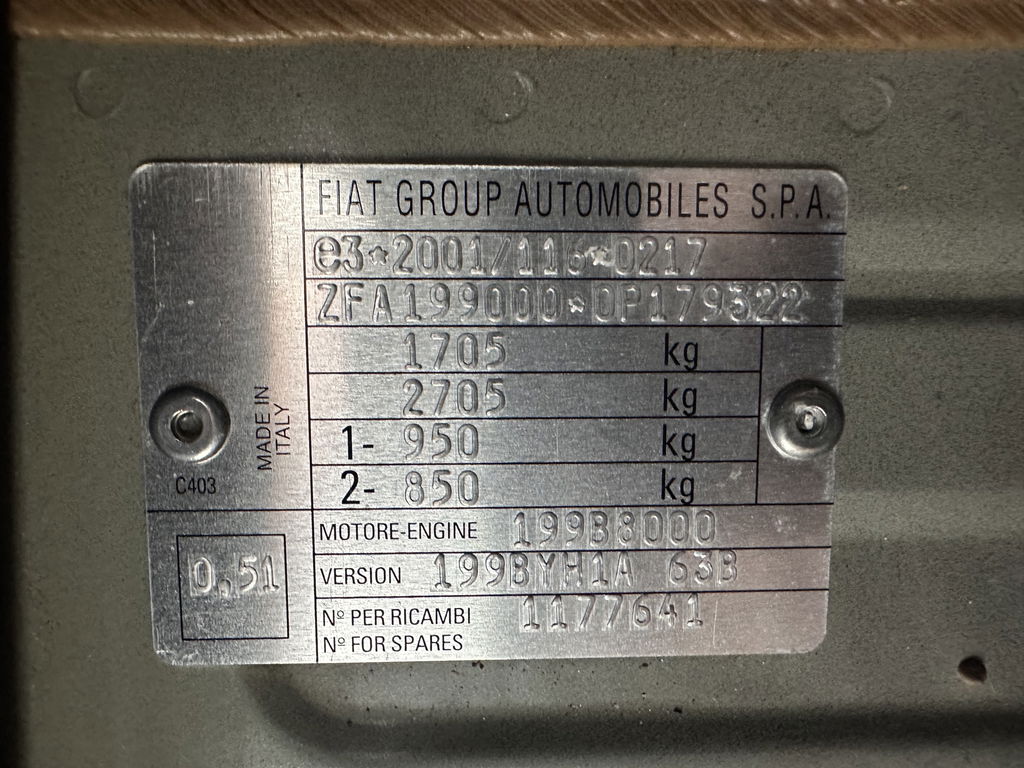 FIAT GROUP AUTOMOBILES S.P.A.
e3*2001/116*0217
ZFA199000*0P179322
1705 kg
2705 kg
1- 950 kg
2- 850 kg
MADE IN
ITALY
C403
0,51
MOTORE-ENGINE 199B8000
VERSION 199BYH1A 63B
Nº PER RICAMBI 1177641
Nº FOR SPARES